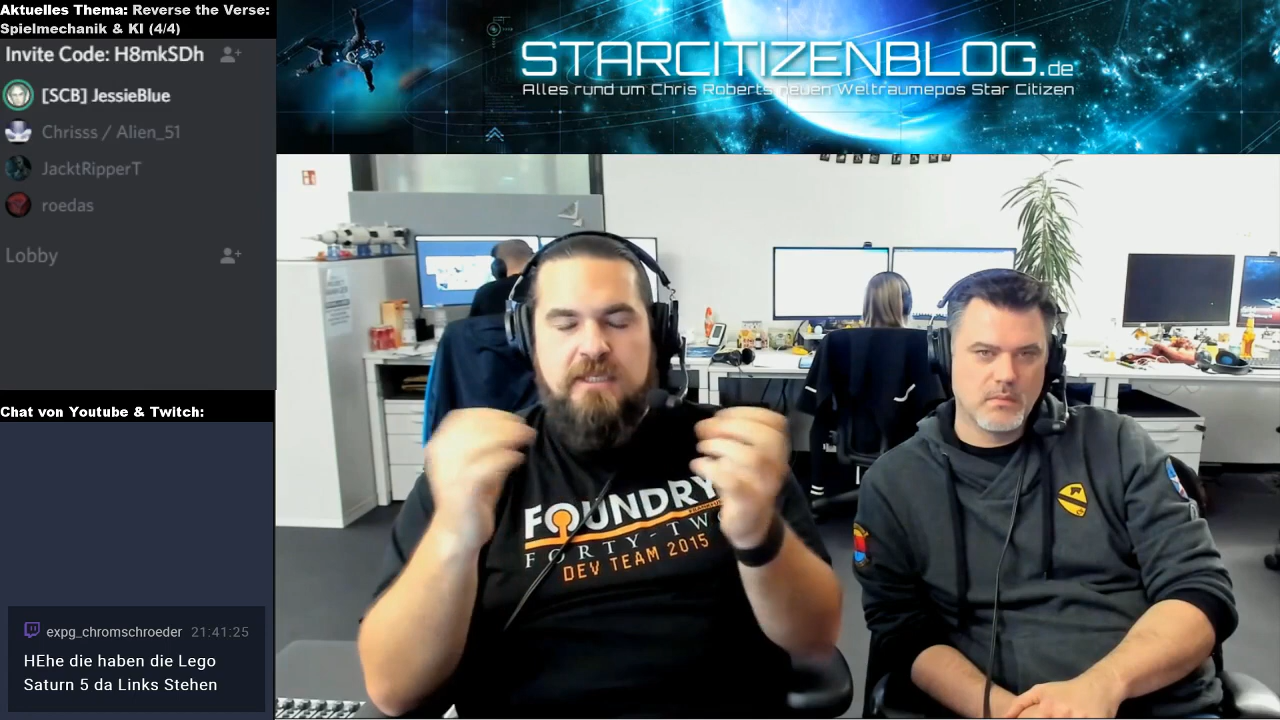 Aktuelles Thema: Reverse the Verse:
Spielmechanik & KI (4/4)
Invite Code: H8mkSDh
[SCB] JessieBlue
Chrisss / Alien_51
JacktRipperT
roedas
Lobby
Chat von Youtube & Twitch:
expg_chromschroeder 21:41:25
HEhe die haben die Lego
Saturn 5 da Links Stehen
STARCITIZENBLOG.de
Alles rund um Chris Roberts neuen Weltraumepos Star Citizen
FOUNDRY
FRANKFURT
FORTY-TWO
DEV TEAM 2015